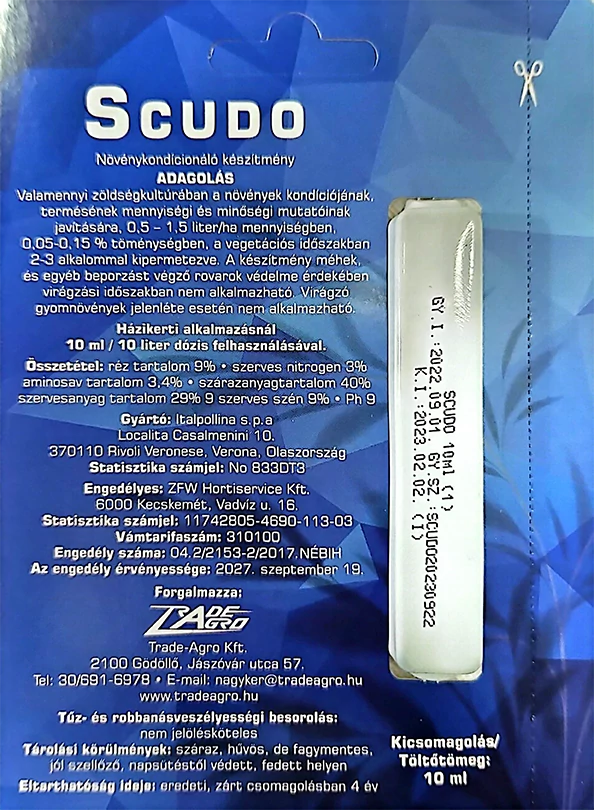 SCUDO
Növénykondícionáló készítmény
ADAGOLÁS
Valamennyi zöldségkultúrában a növények kondíciójának,
termésének mennyiségi és minőségi mutatóinak
javítására, 0,5 – 1,5 liter/ha mennyiségben,
0,05-0,15 % töménységben, a vegetációs időszakban
2-3 alkalommal kipermetezve. A készítmény méhek,
és egyéb beporzást végző rovarok védelme érdekében
virágzási időszakban nem alkalmazható. Virágzó
gyomnövények jelenléte esetén nem alkalmazható.
Házikerti alkalmazásnál
10 ml / 10 liter dózis felhasználásával.
Összetétel: réz tartalom 9% • szerves nitrogen 3%
aminosav tartalom 3,4% • szárazanyagtartalom 40%
szervesanyag tartalom 29% 9 szerves szén 9% • Ph 9
Gyártó: Italpollina s.p.a
Localita Casalmenini 10.
370110 Rivoli Veronese, Verona, Olaszország
Statisztika számjel: No 833DT3
Engedélyes: ZFW Hortiservice Kft.
6000 Kecskemét, Vadvíz u. 16.
Statisztika számjel: 11742805-4690-113-03
Vámtarifaszám: 310100
Engedély száma: 04.2/2153-2/2017.NÉBIH
Az engedély érvényessége: 2027. szeptember 19.
Forgalmazza:
TRADE
AGRO
Trade-Agro Kft.
2100 Gödöllő, Jászóvár utca 57.
Tel: 30/691-6978 • E-mail: nagyker@tradeagro.hu
www.tradeagro.hu
Tűz- és robbanásveszélyességi besorolás:
nem jelölésköteles
Tárolási körülmények: száraz, hűvös, de fagymentes,
jól szellőző, napsütéstől védett, fedett helyen
Eltarthatóság ideje: eredeti, zárt csomagolásban 4 év
SCUDO 10ml (1)
GY.I.:2022.09.01 GY.SZ.:SCUDO20230922
K.I.:2023.02.02. (I)
Kicsomagolás/
Töltőtömeg:
10 ml